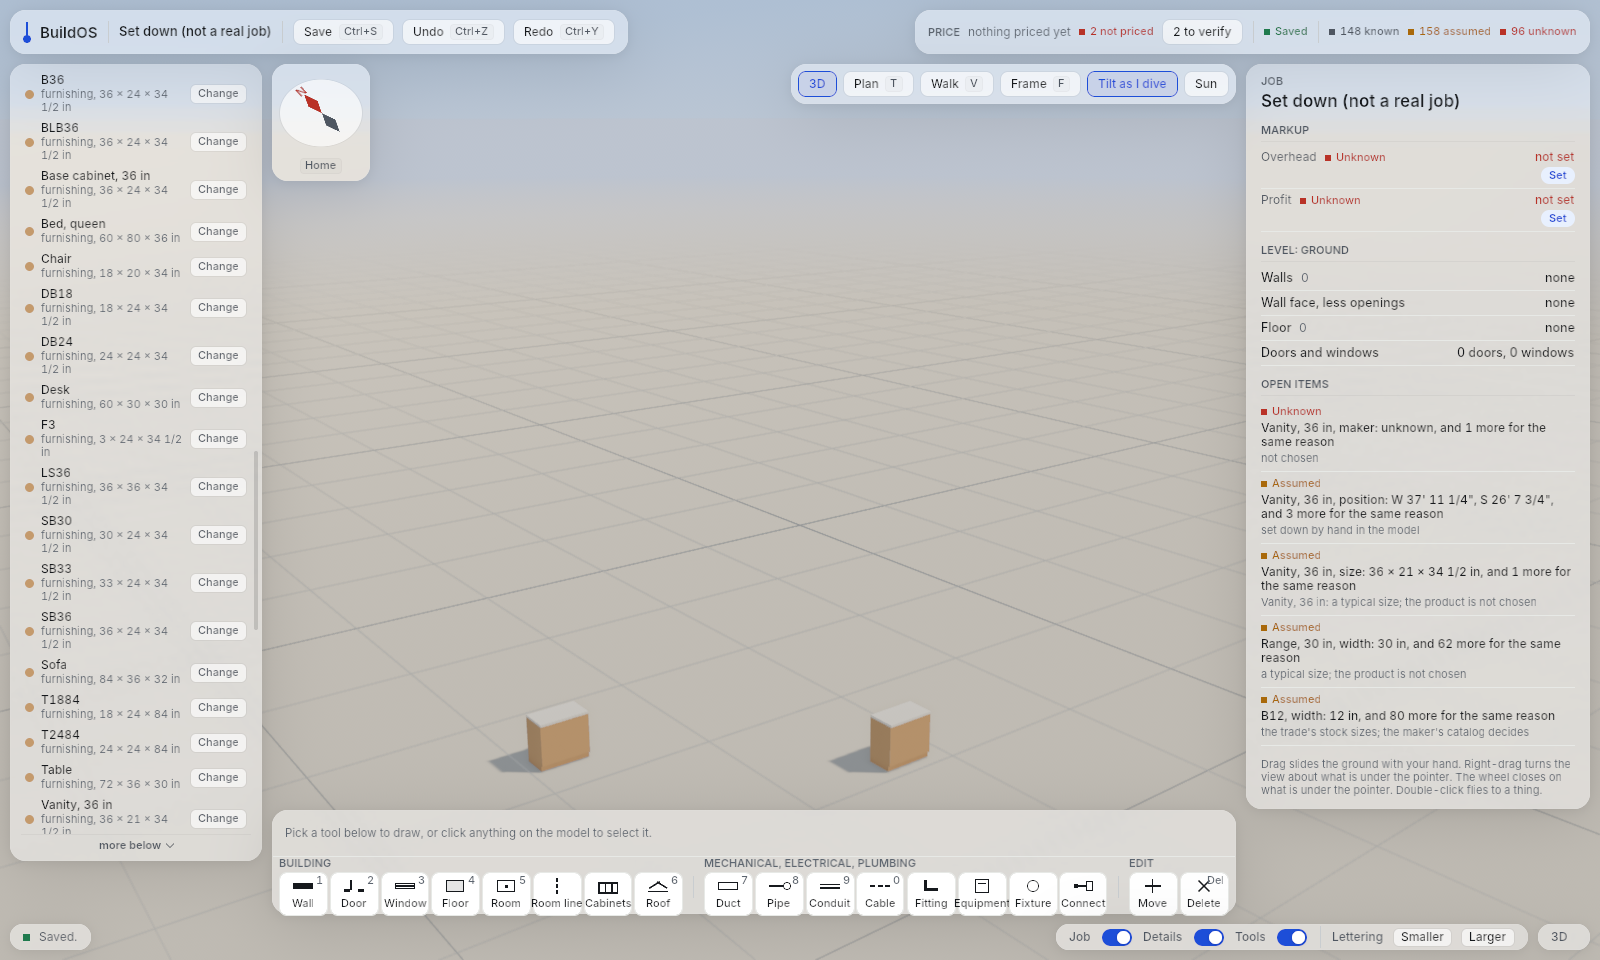 BuildOS
Set down (not a real job)
Save Ctrl+S
Undo Ctrl+Z
Redo Ctrl+Y
PRICE nothing priced yet 2 not priced 2 to verify Saved 148 known 158 assumed 96 unknown
B36
furnishing, 36 × 24 × 34
1/2 in
Change
BLB36
furnishing, 36 × 24 × 34
1/2 in
Change
Base cabinet, 36 in
furnishing, 36 × 24 × 34
1/2 in
Change
Bed, queen
furnishing, 60 × 80 × 36 in
Change
Chair
furnishing, 18 × 20 × 34 in
Change
DB18
furnishing, 18 × 24 × 34
1/2 in
Change
DB24
furnishing, 24 × 24 × 34
1/2 in
Change
Desk
furnishing, 60 × 30 × 30 in
Change
F3
furnishing, 3 × 24 × 34 1/2
in
Change
LS36
furnishing, 36 × 36 × 34
1/2 in
Change
SB30
furnishing, 30 × 24 × 34
1/2 in
Change
SB33
furnishing, 33 × 24 × 34
1/2 in
Change
SB36
furnishing, 36 × 24 × 34
1/2 in
Change
Sofa
furnishing, 84 × 36 × 32 in
Change
T1884
furnishing, 18 × 24 × 84 in
Change
T2484
furnishing, 24 × 24 × 84 in
Change
Table
furnishing, 72 × 36 × 30 in
Change
Vanity, 36 in
furnishing, 36 × 21 × 34
1/2 in
Change
more below
N
Home
3D
Plan T
Walk V
Frame F
Tilt as I dive
Sun
JOB
Set down (not a real job)
MARKUP
Overhead Unknown not set
Set
Profit Unknown not set
Set
LEVEL: GROUND
Walls 0 none
Wall face, less openings none
Floor 0 none
Doors and windows 0 doors, 0 windows
OPEN ITEMS
Unknown
Vanity, 36 in, maker: unknown, and 1 more for the
same reason
not chosen
Assumed
Vanity, 36 in, position: W 37' 11 1/4", S 26' 7 3/4",
and 3 more for the same reason
set down by hand in the model
Assumed
Vanity, 36 in, size: 36 × 21 × 34 1/2 in, and 1 more for
the same reason
Vanity, 36 in: a typical size; the product is not chosen
Assumed
Range, 30 in, width: 30 in, and 62 more for the same
reason
a typical size; the product is not chosen
Assumed
B12, width: 12 in, and 80 more for the same reason
the trade's stock sizes; the maker's catalog decides
Drag slides the ground with your hand. Right-drag turns the
view about what is under the pointer. The wheel closes on
what is under the pointer. Double-click flies to a thing.
Pick a tool below to draw, or click anything on the model to select it.
BUILDING
1 Wall
2 Door
3 Window
4 Floor
5 Room
Room line
Cabinets
6 Roof
MECHANICAL, ELECTRICAL, PLUMBING
7 Duct
8 Pipe
9 Conduit
0 Cable
Fitting
Equipment
Fixture
Connect
EDIT
Move
Del Delete
Saved.
Job
Details
Tools
Lettering Smaller Larger
3D